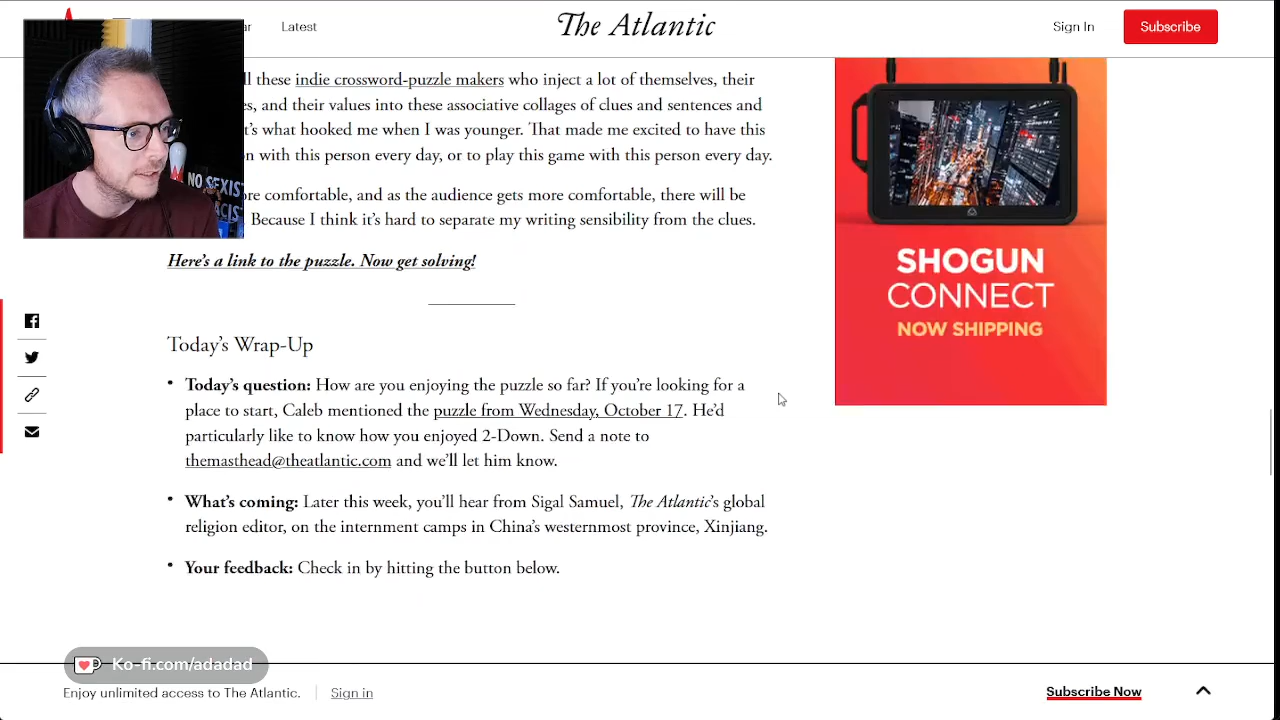 Latest
The Atlantic
Sign In
Subscribe
these indie crossword-puzzle makers who inject a lot of themselves, their
and their values into these associative collages of clues and sentences and
what hooked me when I was younger. That made me excited to have this
with this person every day, or to play this game with this person every day.
comfortable, and as the audience gets more comfortable, there will be
Because I think it's hard to separate my writing sensibility from the clues.
Here's a link to the puzzle. Now get solving!
NO SEXIST
SHOGUN
CONNECT
NOW SHIPPING
Today's Wrap-Up
• Today's question: How are you enjoying the puzzle so far? If you're looking for a
place to start, Caleb mentioned the puzzle from Wednesday, October 17. He'd
particularly like to know how you enjoyed 2-Down. Send a note to
themasthead@theatlantic.com and we'll let him know.
• What's coming: Later this week, you'll hear from Sigal Samuel, The Atlantic's global
religion editor, on the internment camps in China's westernmost province, Xinjiang.
• Your feedback: Check in by hitting the button below.
Ko-fi.com/adadad
Enjoy unlimited access to The Atlantic.
Sign in
Subscribe Now